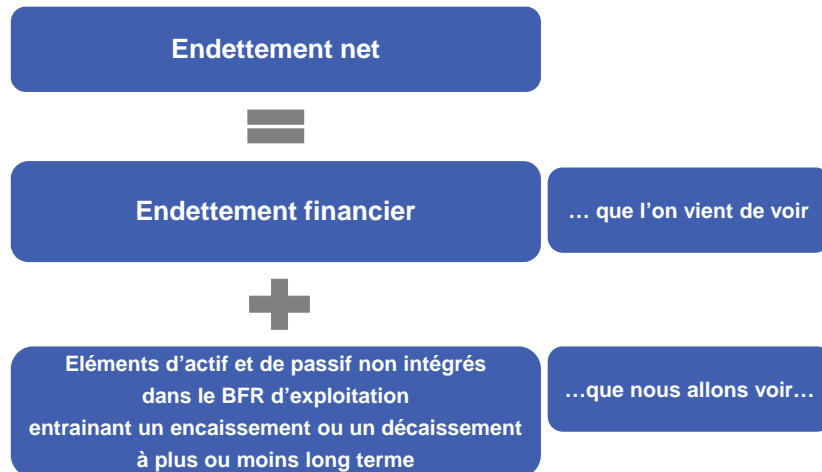 Endettement net
Endettement financier
… que l'on vient de voir
Eléments d'actif et de passif non intégrés
dans le BFR d'exploitation
entrainant un encaissement ou un décaissement
à plus ou moins long terme
…que nous allons voir…